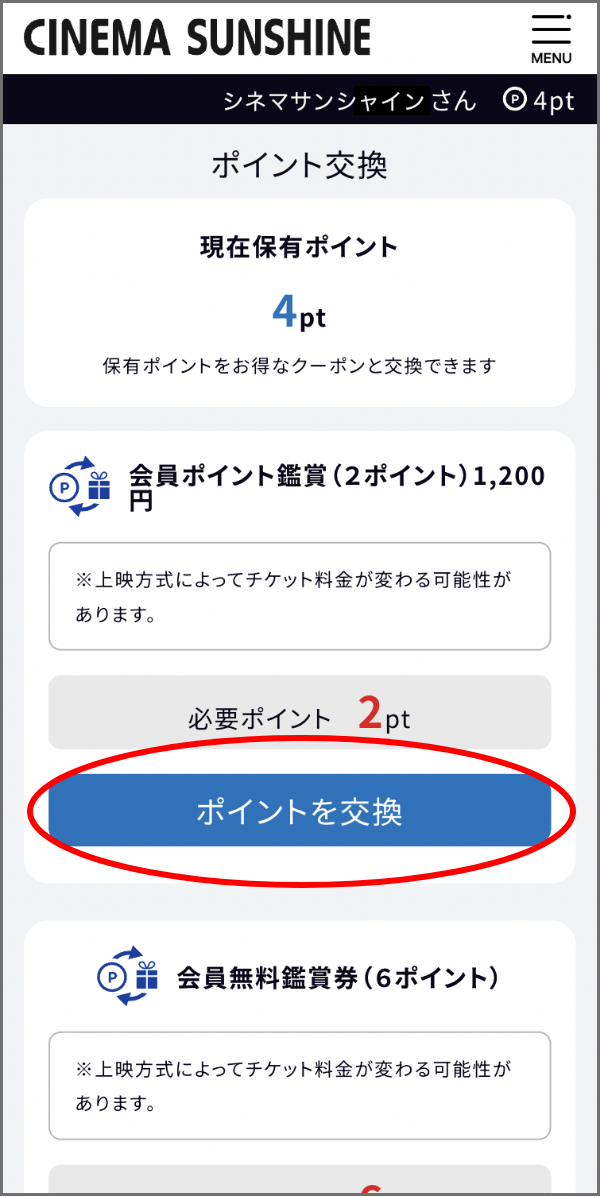 CINEMA SUNSHINE
MENU
シネマサンシャインさん Ⓟ4pt
ポイント交換
現在保有ポイント
4pt
保有ポイントをお得なクーポンと交換できます
P
会員ポイント鑑賞（2ポイント）1,200
円
※上映方式によってチケット料金が変わる可能性が
あります。
必要ポイント 2pt
ポイントを交換
P
会員無料鑑賞券（6ポイント）
※上映方式によってチケット料金が変わる可能性が
あります。